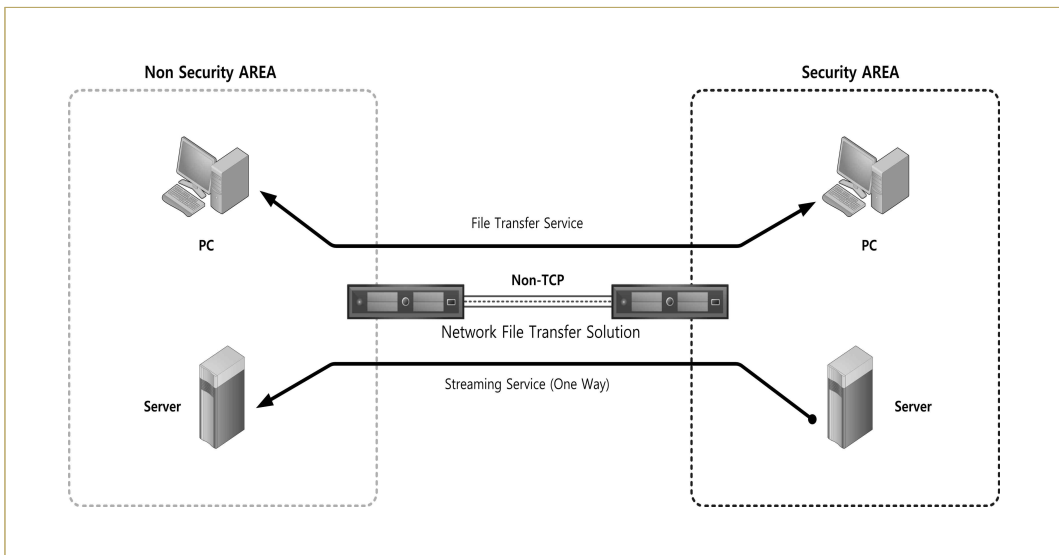 Non Security AREA
Security AREA
File Transfer Service
PC
PC
Non-TCP
Network File Transfer Solution
Streaming Service (One Way)
Server
Server